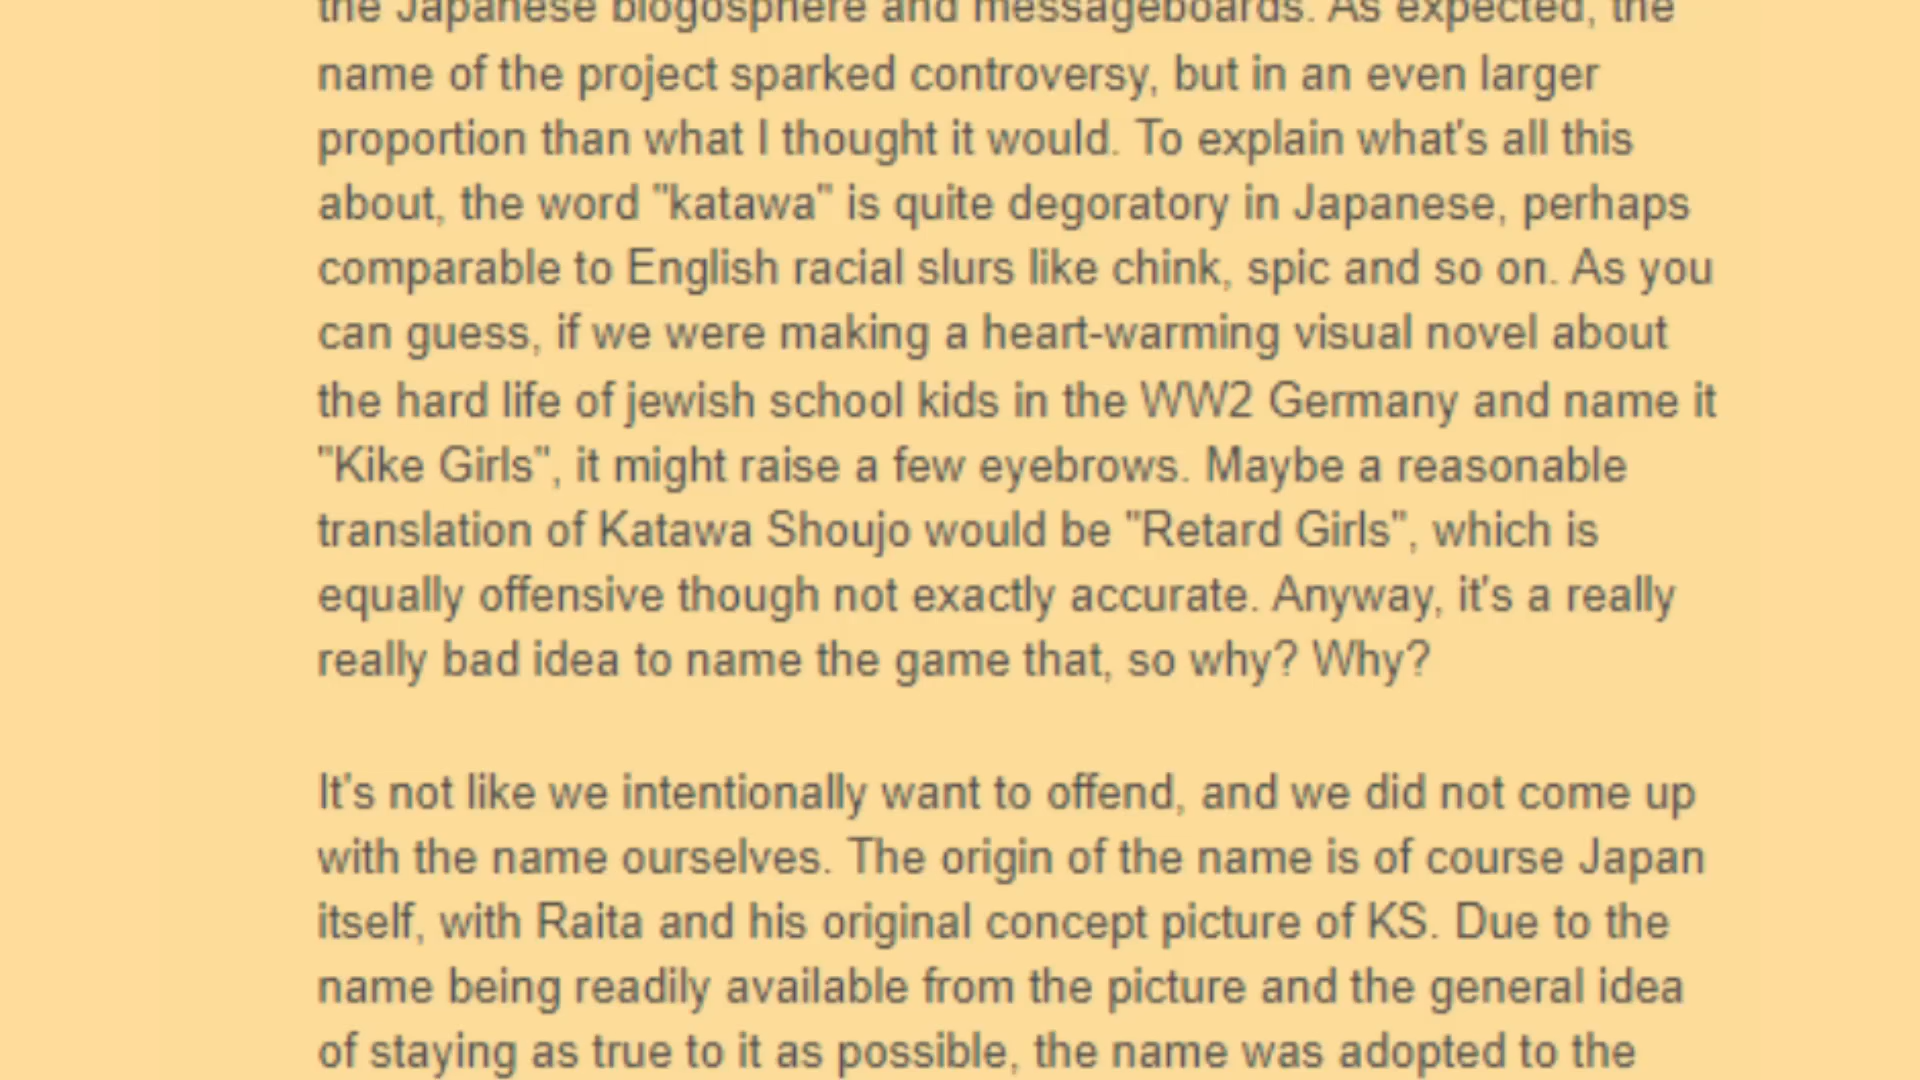 the Japanese blogosphere and messageboards. As expected, the
name of the project sparked controversy, but in an even larger
proportion than what I thought it would. To explain what's all this
about, the word "katawa" is quite degoratory in Japanese, perhaps
comparable to English racial slurs like chink, spic and so on. As you
can guess, if we were making a heart-warming visual novel about
the hard life of jewish school kids in the WW2 Germany and name it
"Kike Girls", it might raise a few eyebrows. Maybe a reasonable
translation of Katawa Shoujo would be "Retard Girls", which is
equally offensive though not exactly accurate. Anyway, it's a really
really bad idea to name the game that, so why? Why?
It's not like we intentionally want to offend, and we did not come up
with the name ourselves. The origin of the name is of course Japan
itself, with Raita and his original concept picture of KS. Due to the
name being readily available from the picture and the general idea
of staying as true to it as possible, the name was adopted to the